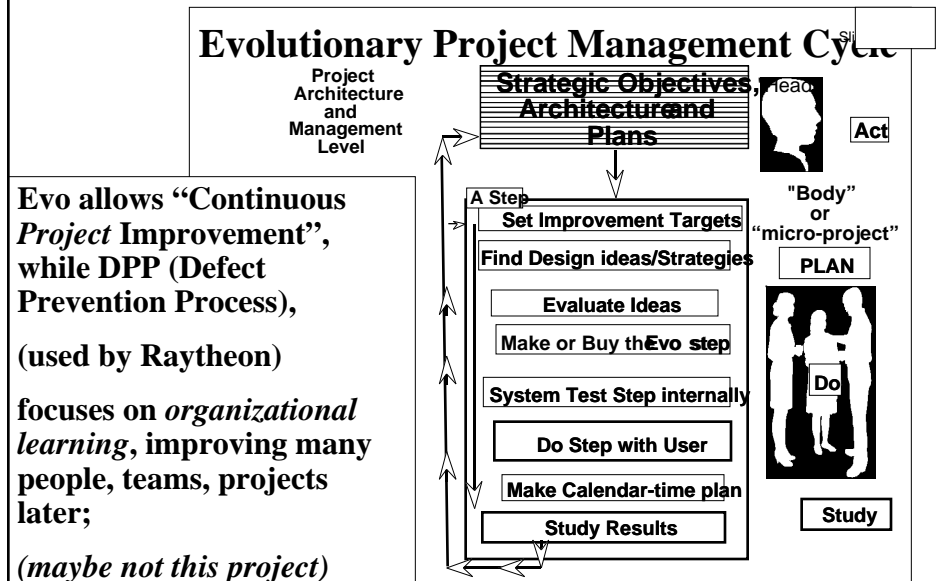 Evolutionary Project Management Cycle
Sli
Project
Architecture
and
Management
Level
Strategic Objectives,
Architecture and
Plans
Head
Act
Evo allows “Continuous
Project Improvement”,
while DPP (Defect
Prevention Process),
(used by Raytheon)
focuses on organizational
learning, improving many
people, teams, projects
later;
(maybe not this project)
A Step
Set Improvement Targets
Find Design ideas/Strategies
Evaluate Ideas
Make or Buy the Evo step
System Test Step internally
Do Step with User
Make Calendar-time plan
Study Results
"Body”
or
“micro-project”
PLAN
Do
Study